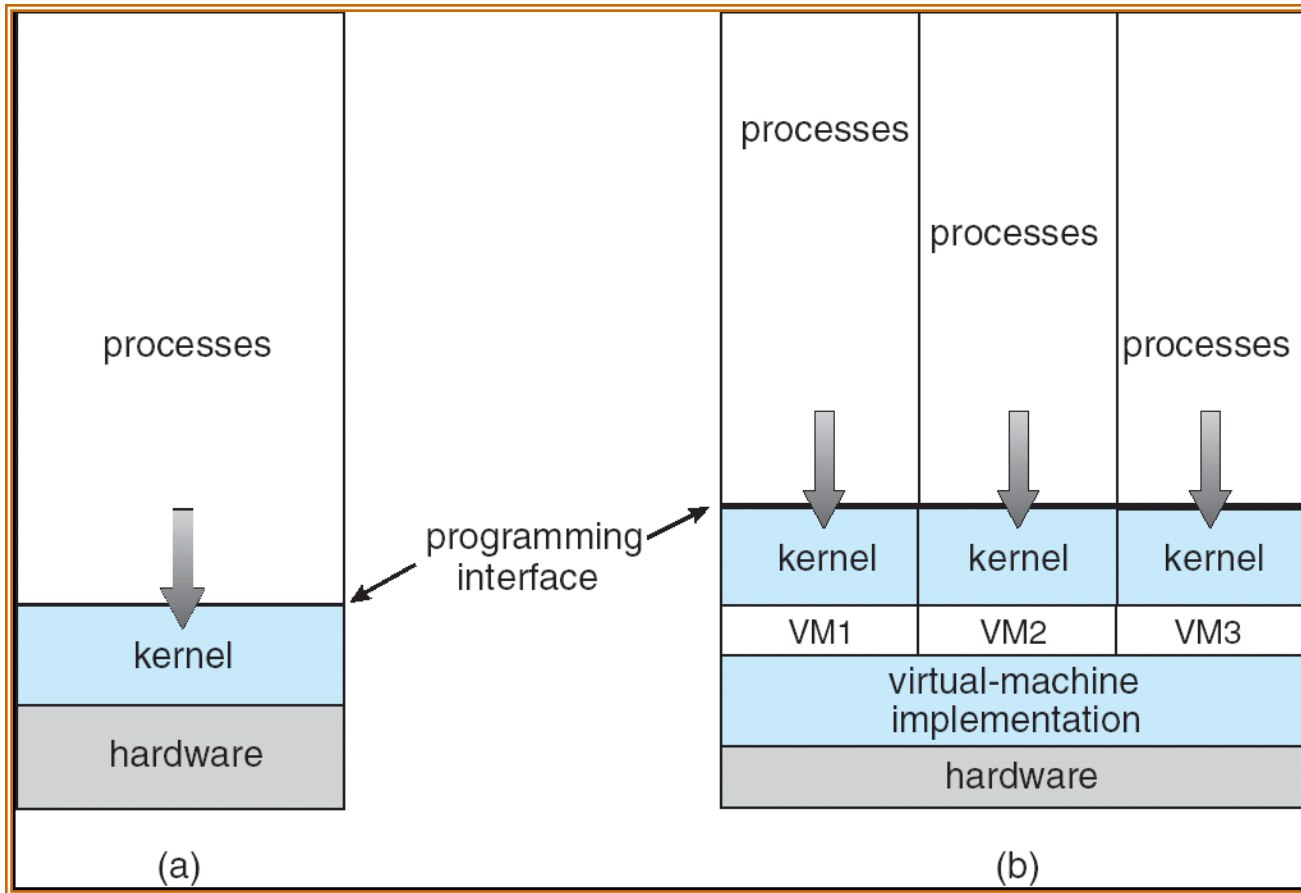 processes
kernel
hardware
(a)
programming
interface
processes
processes
processes
kernel
kernel
kernel
VM1
VM2
VM3
virtual-machine
implementation
hardware
(b)